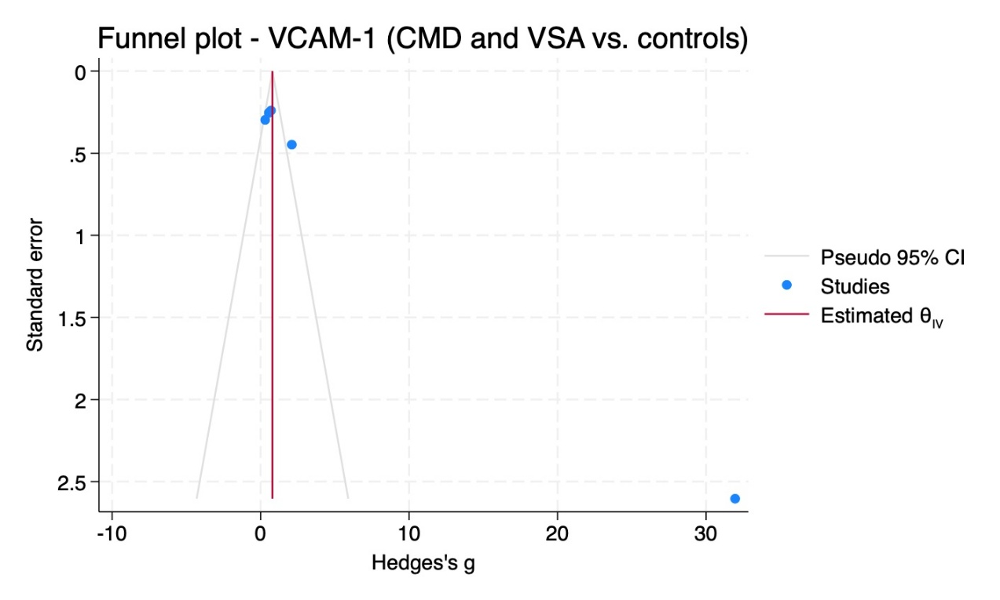 Funnel plot - VCAM-1 (CMD and VSA vs. controls)
0
.5
1
1.5
2
2.5
Standard error
-10
0
10
20
30
Hedges's g
Pseudo 95% CI
Studies
Estimated θIV